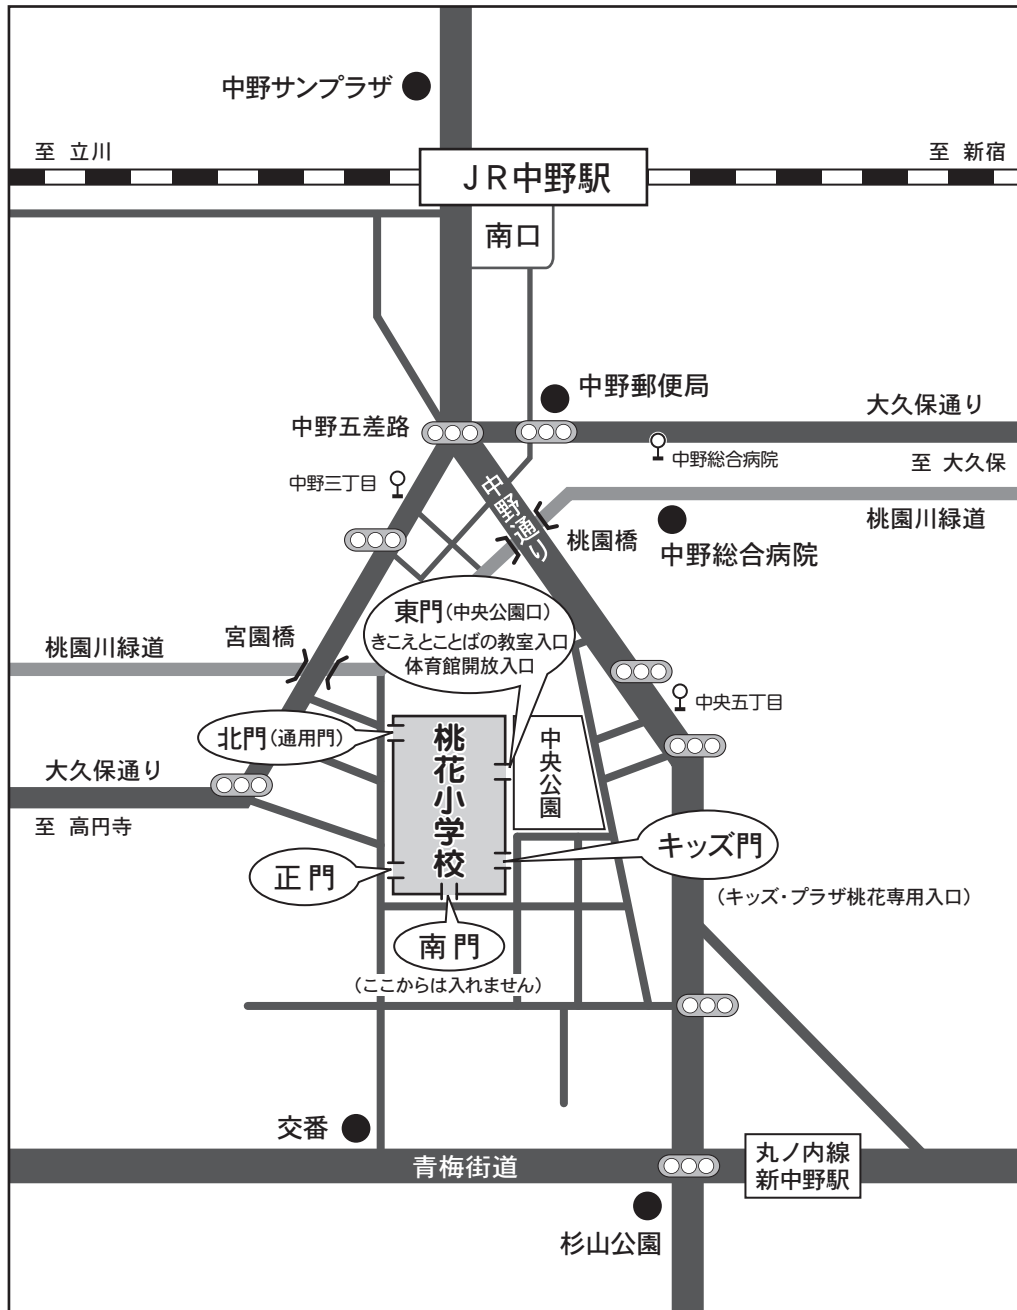 中野サンプラザ
至 立川
至 新宿
JR中野駅
南口
中野郵便局
大久保通り
中野五差路
中野総合病院
至 大久保
中野三丁目
中野通り
桃園川緑道
桃園橋
中野総合病院
東門(中央公園口)
きこえとことばの教室入口
体育館開放入口
宮園橋
桃園川緑道
中央五丁目
北門(通用門)
桃花小学校
中央公園
大久保通り
至 高円寺
キッズ門
正門
(キッズ・プラザ桃花専用入口)
南門
(ここからは入れません)
交番
青梅街道
丸ノ内線
新中野駅
杉山公園